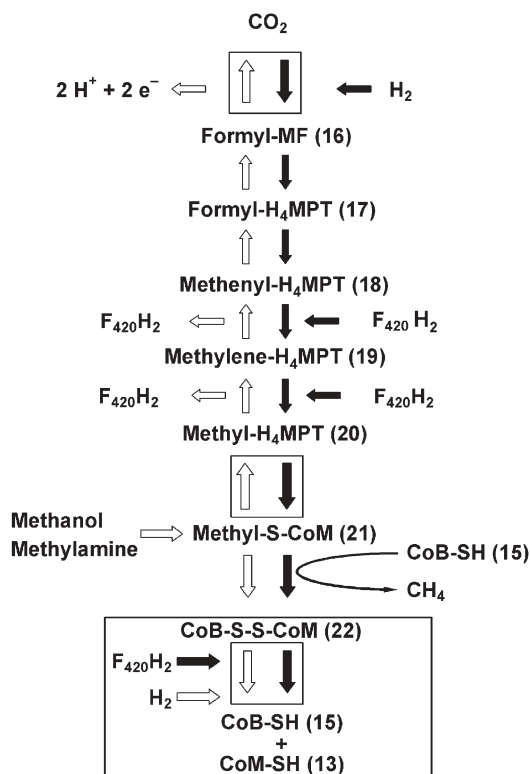 CO₂
2 H⁺ + 2 e⁻
H₂
Formyl-MF (16)
Formyl-H₄MPT (17)
Methenyl-H₄MPT (18)
F₄₂₀H₂
F₄₂₀ H₂
Methylene-H₄MPT (19)
F₄₂₀H₂
F₄₂₀H₂
Methyl-H₄MPT (20)
Methanol
Methylamine
Methyl-S-CoM (21)
CoB-SH (15)
CH₄
CoB-S-S-CoM (22)
F₄₂₀H₂
H₂
CoB-SH (15)
+
CoM-SH (13)